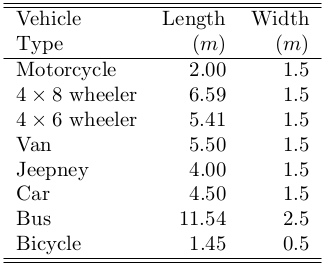 Vehicle Length Width
Type (m) (m)
Motorcycle 2.00 1.5
4 × 8 wheeler 6.59 1.5
4 × 6 wheeler 5.41 1.5
Van 5.50 1.5
Jeepney 4.00 1.5
Car 4.50 1.5
Bus 11.54 2.5
Bicycle 1.45 0.5